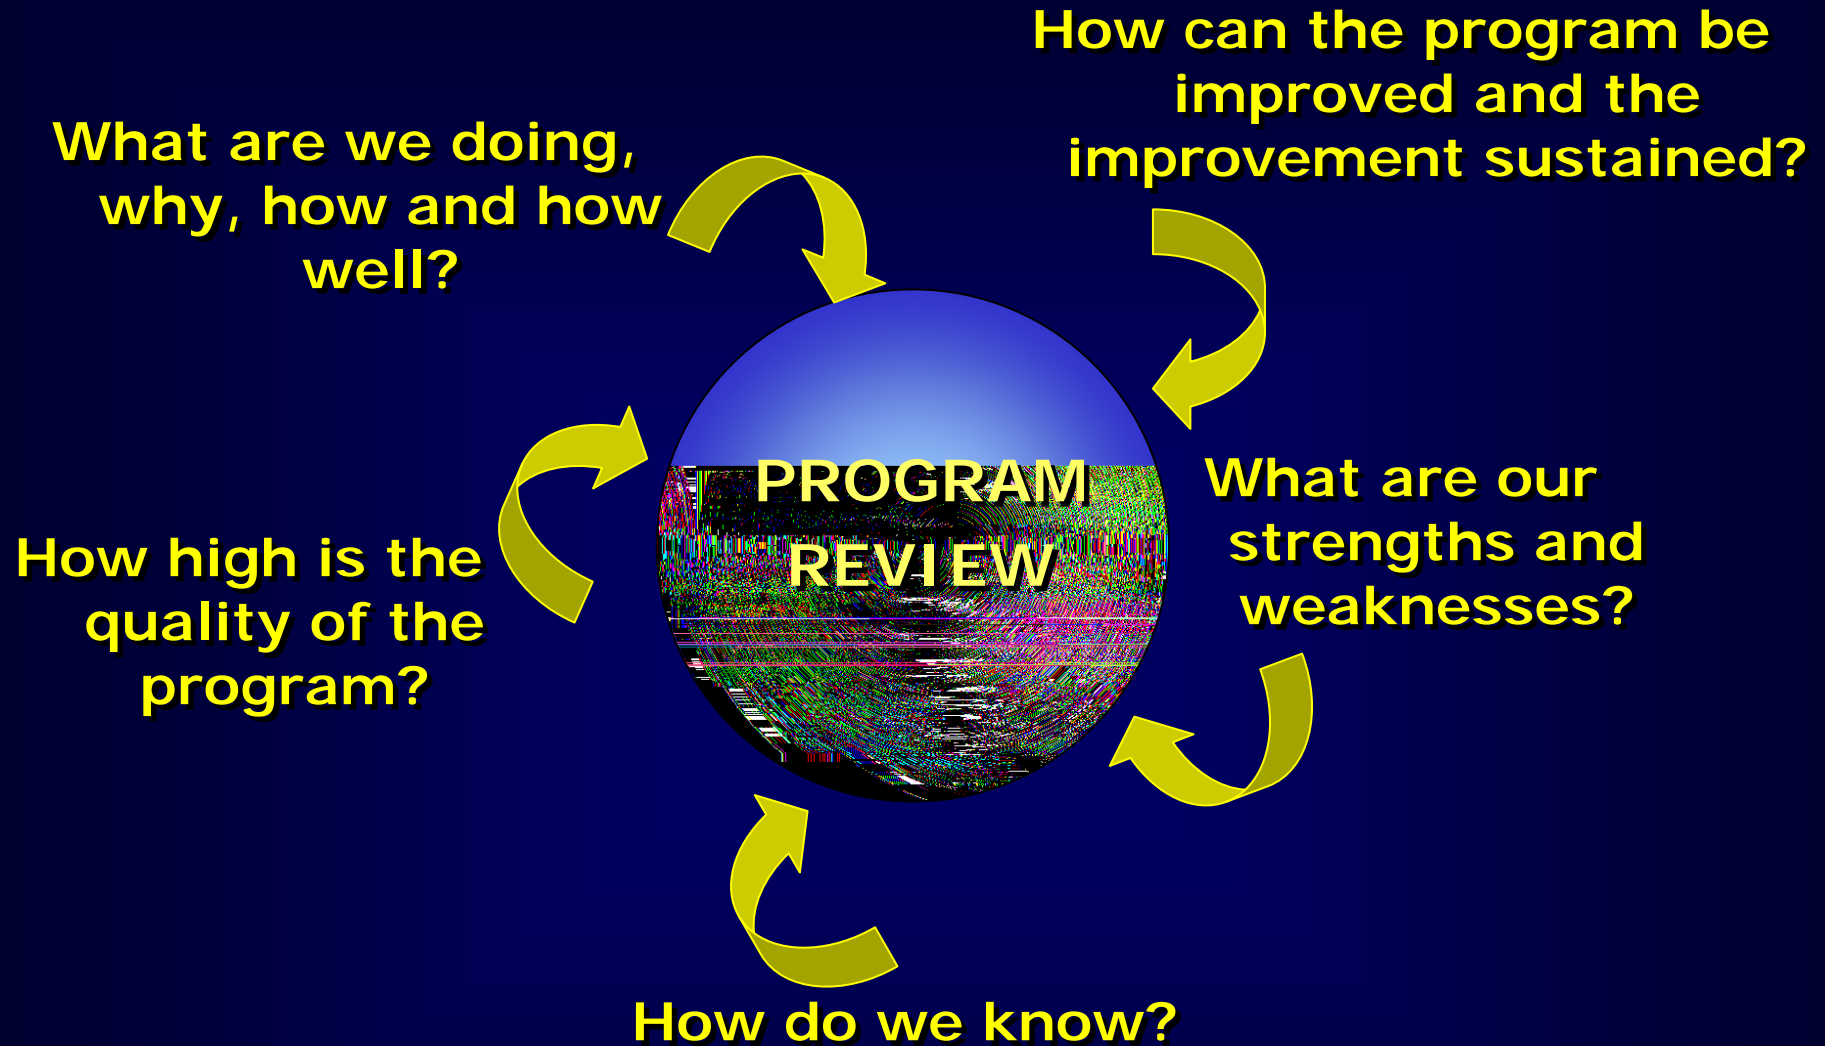 What are we doing,
why, how and how
well?
How can the program be
improved and the
improvement sustained?
PROGRAM
REVIEW
What are our
strengths and
weaknesses?
How high is the
quality of the
program?
How do we know?